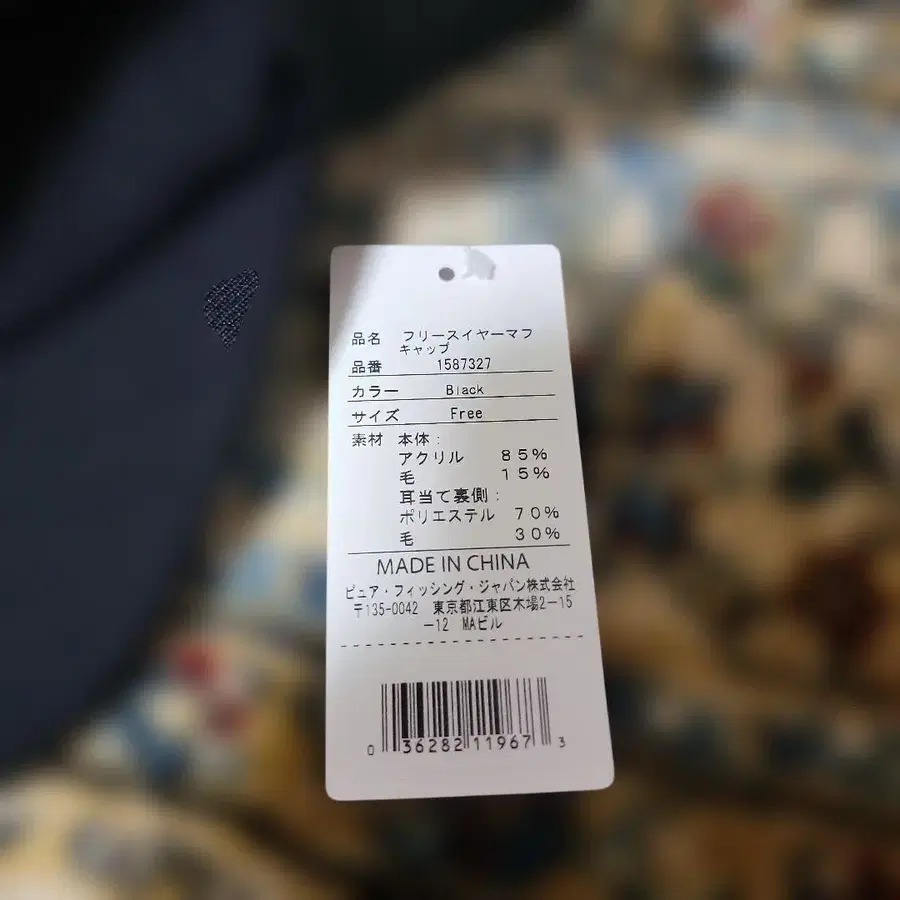 品名 フリースイヤーマフ
キャップ
品番 1587327
カラー Black
サイズ Free
素材 本体:
アクリル 85%
毛 15%
耳当て裏側:
ポリエステル 70%
毛 30%
MADE IN CHINA
ピュア・フィッシング・ジャパン株式会社
〒135-0042 東京都江東区木場2-15
-12 MAビル
0 36282 11967 3